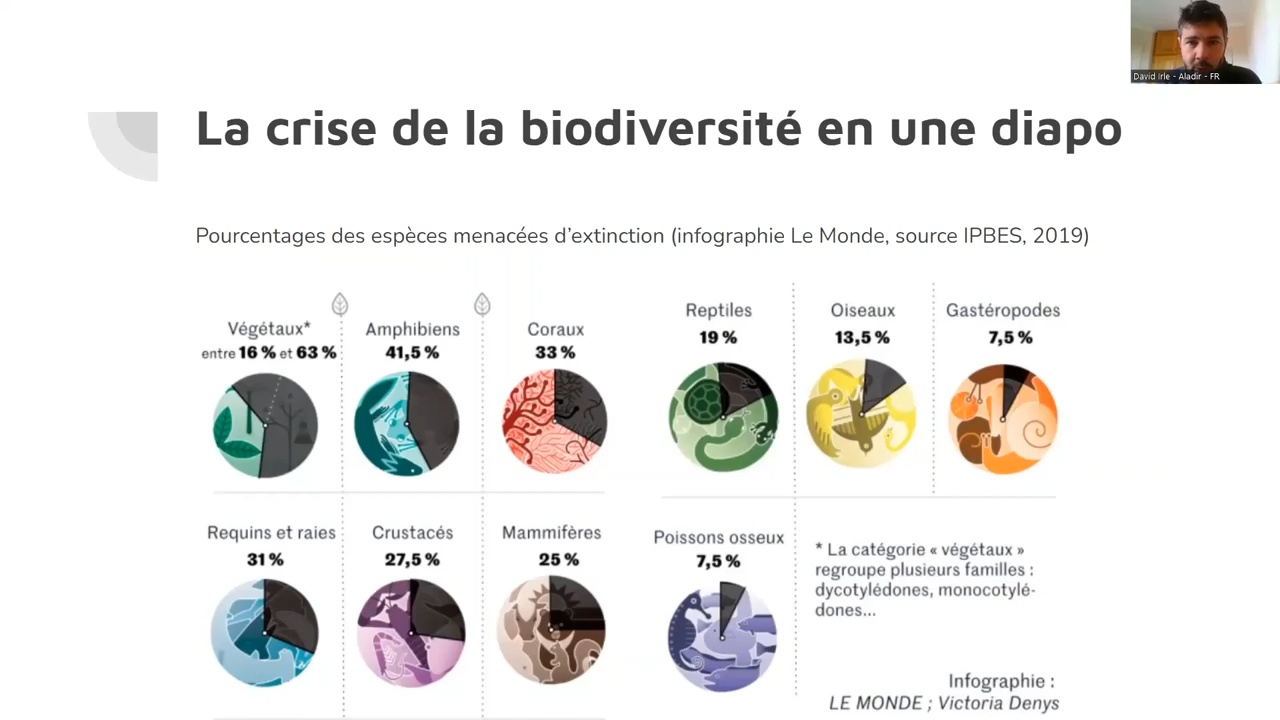 David Irle - Aladir - FR
La crise de la biodiversité en une diapo
Pourcentages des espèces menacées d'extinction (infographie Le Monde, source IPBES, 2019)
Végétaux*
entre 16 % et 63 %
Amphibiens
41,5 %
Coraux
33 %
Reptiles
19 %
Oiseaux
13,5 %
Gastéropodes
7,5 %
Requins et raies
31 %
Crustacés
27,5 %
Mammifères
25 %
Poissons osseux
7,5 %
* La catégorie « végétaux »
regroupe plusieurs familles :
dycotylédones, monocotylé-
dones...
Infographie :
LE MONDE ; Victoria Denys